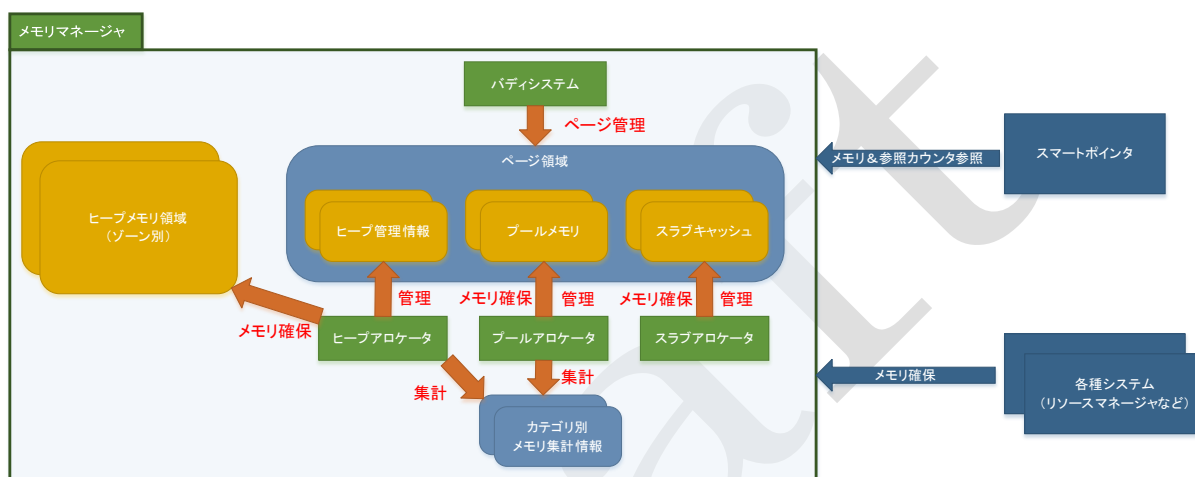 メモリマネージャ
バディシステム
ページ管理
ページ領域
ヒープメモリ領域
（ゾーン別）
ヒープ管理情報
プールメモリ
スラブキャッシュ
管理
メモリ確保
管理
メモリ確保
管理
メモリ確保
ヒープアロケータ
プールアロケータ
スラブアロケータ
集計
集計
カテゴリ別
メモリ集計情報
メモリ＆参照カウンタ参照
スマートポインタ
メモリ確保
各種システム
（リソースマネージャなど）